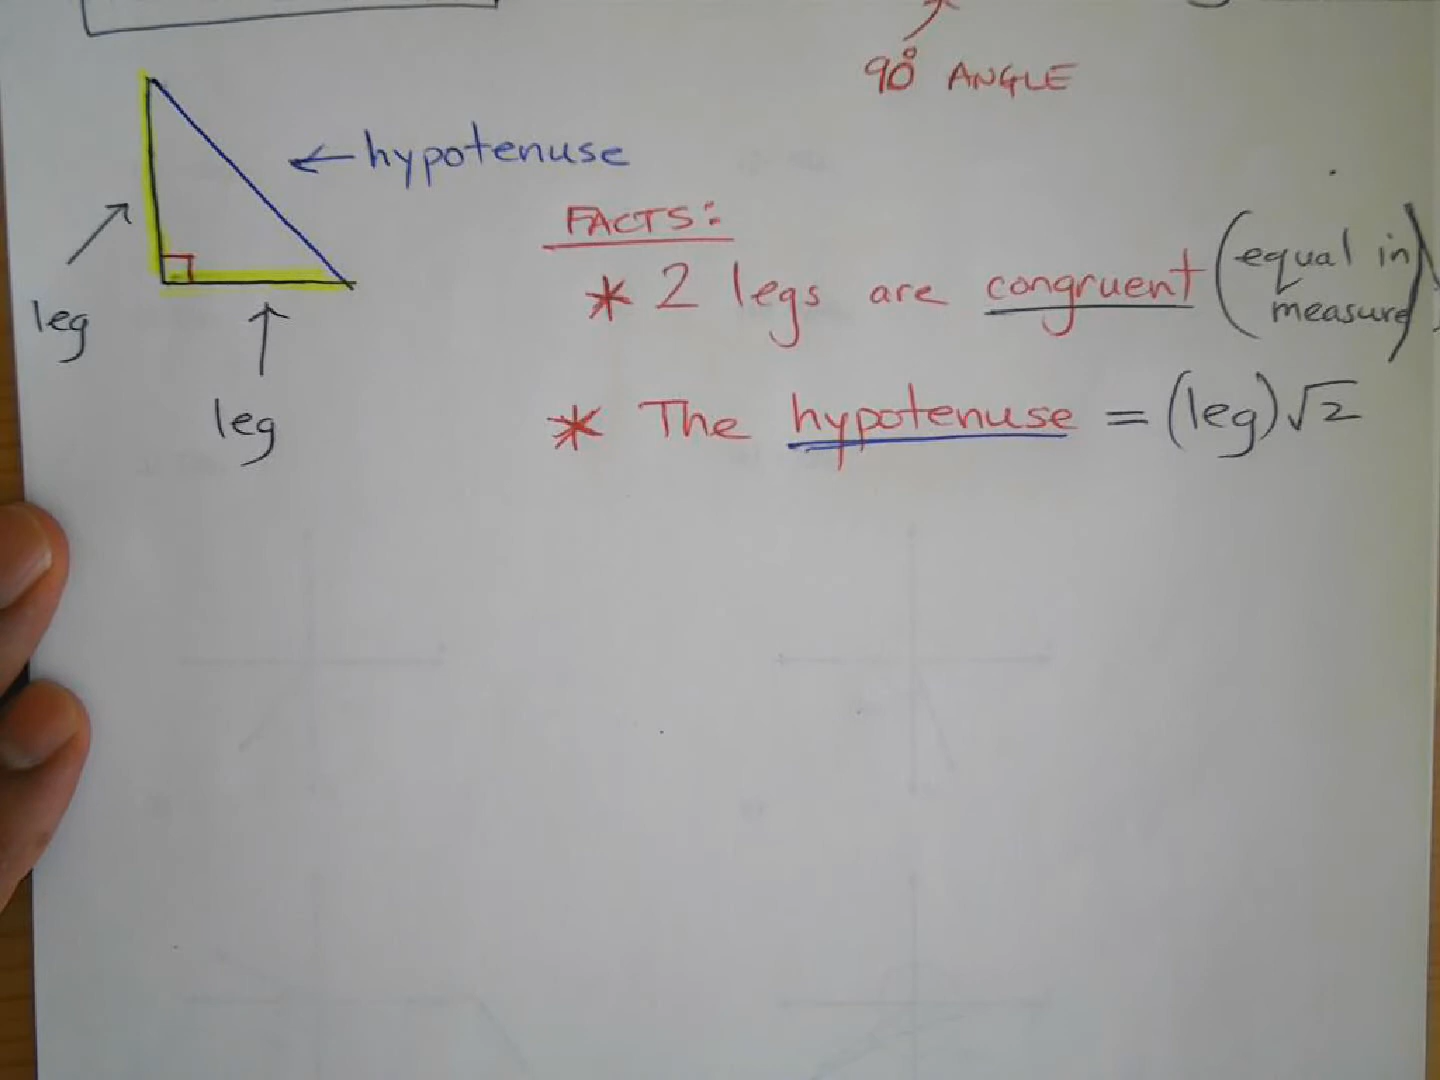 90° ANGLE
← hypotenuse
FACTS:
* 2 legs are congruent (equal in
measure)
leg
* The hypotenuse = (leg)√2
leg